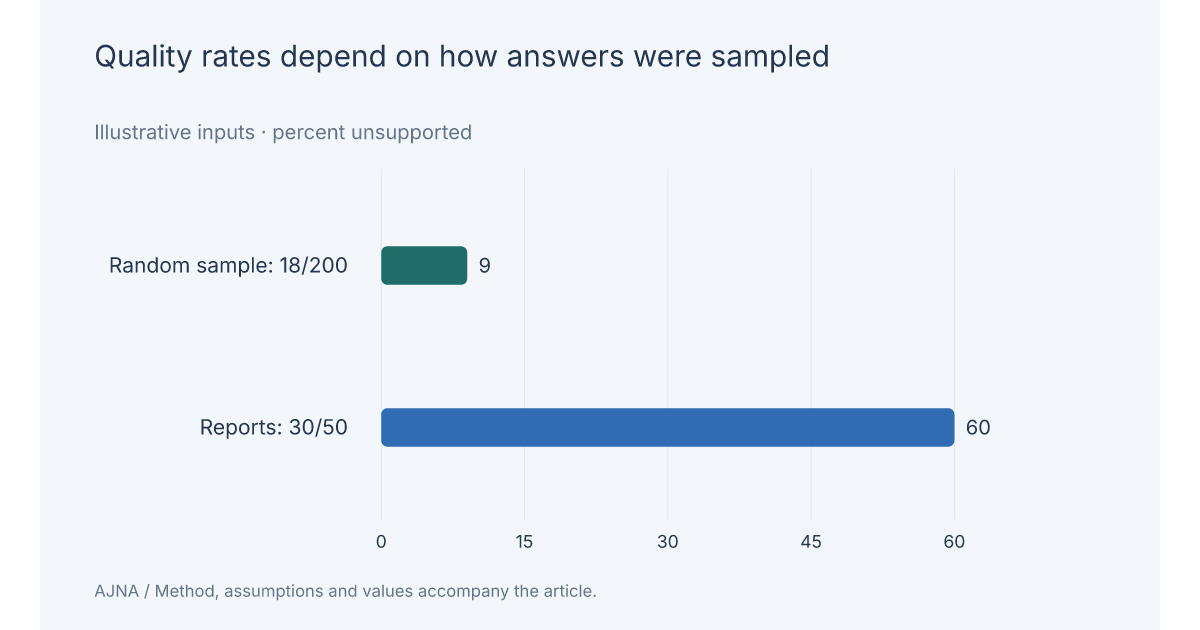 Quality rates depend on how answers were sampled
Illustrative inputs · percent unsupported
Random sample: 18/200
9
Reports: 30/50
60
0 15 30 45 60
AJNA / Method, assumptions and values accompany the article.